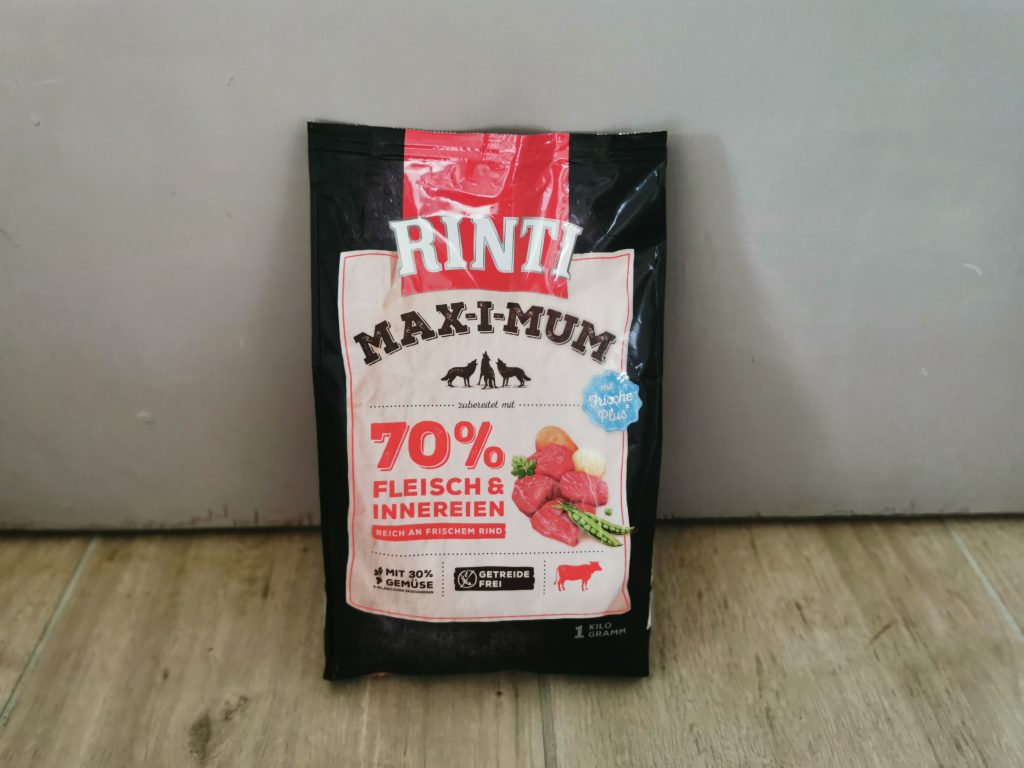 RINTI
MAX-I-MUM
zubereitet mit
mit
Frische
Plus
70%
FLEISCH &
INNEREIEN
REICH AN FRISCHEM RIND
MIT 30%
GEMÜSE
GETREIDE
FREI
1 KILO
GRAMM